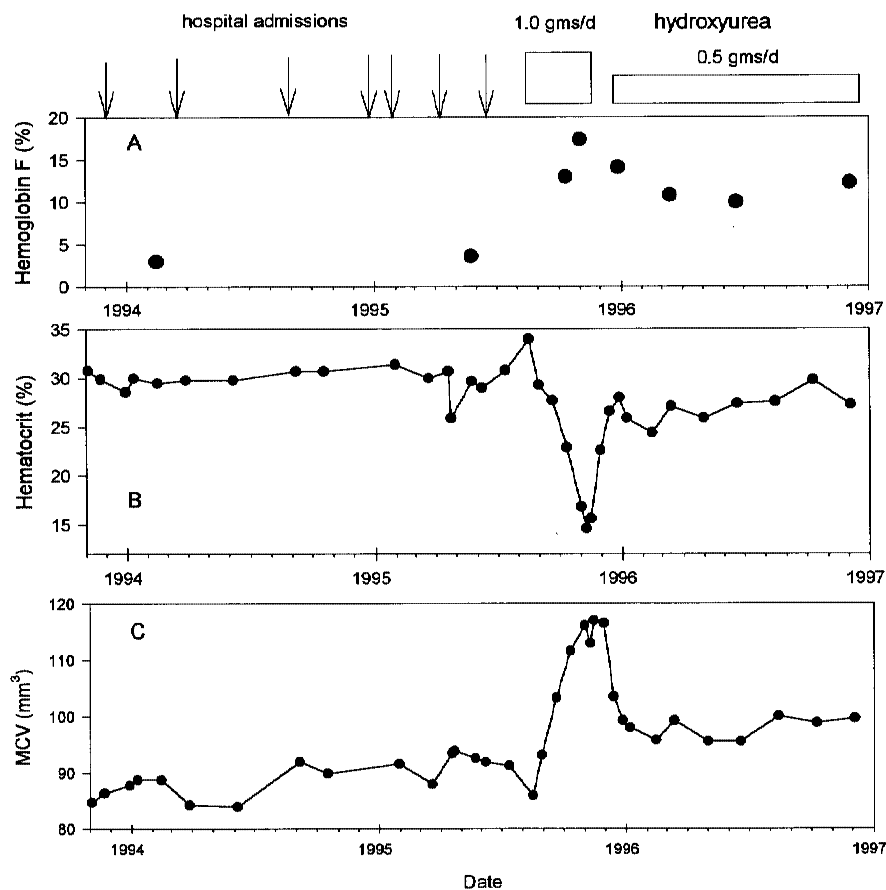 hospital admissions 1.0 gms/d hydroxyurea
0.5 gms/d
20
15
10
5
0
Hemoglobin F (%)
A
1994 1995 1996 1997
35
30
25
20
15
Hematocrit (%)
B
1994 1995 1996 1997
120
110
100
90
80
MCV (mm³)
C
1994 1995 1996 1997
Date